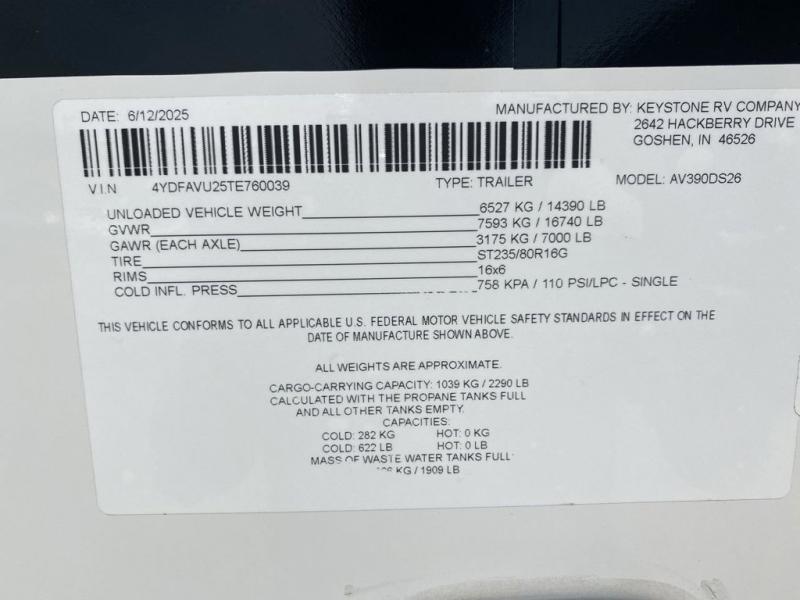 DATE: 6/12/2025
MANUFACTURED BY: KEYSTONE RV COMPANY
2642 HACKBERRY DRIVE
GOSHEN, IN 46526
VIN 4YDFAVU25TE760039 TYPE: TRAILER MODEL: AV390DS26
UNLOADED VEHICLE WEIGHT 6527 KG / 14390 LB
GVWR 7593 KG / 16740 LB
GAWR (EACH AXLE) 3175 KG / 7000 LB
TIRE ST235/80R16G
RIMS 16x6
COLD INFL. PRESS 758 KPA / 110 PSI/LPC - SINGLE
THIS VEHICLE CONFORMS TO ALL APPLICABLE U.S. FEDERAL MOTOR VEHICLE SAFETY STANDARDS IN EFFECT ON THE
DATE OF MANUFACTURE SHOWN ABOVE.
ALL WEIGHTS ARE APPROXIMATE.
CARGO-CARRYING CAPACITY: 1039 KG / 2290 LB
CALCULATED WITH THE PROPANE TANKS FULL
AND ALL OTHER TANKS EMPTY.
CAPACITIES:
COLD: 282 KG HOT: 0 KG
COLD: 622 LB HOT: 0 LB
MASS OF WASTE WATER TANKS FULL
KG / 1909 LB